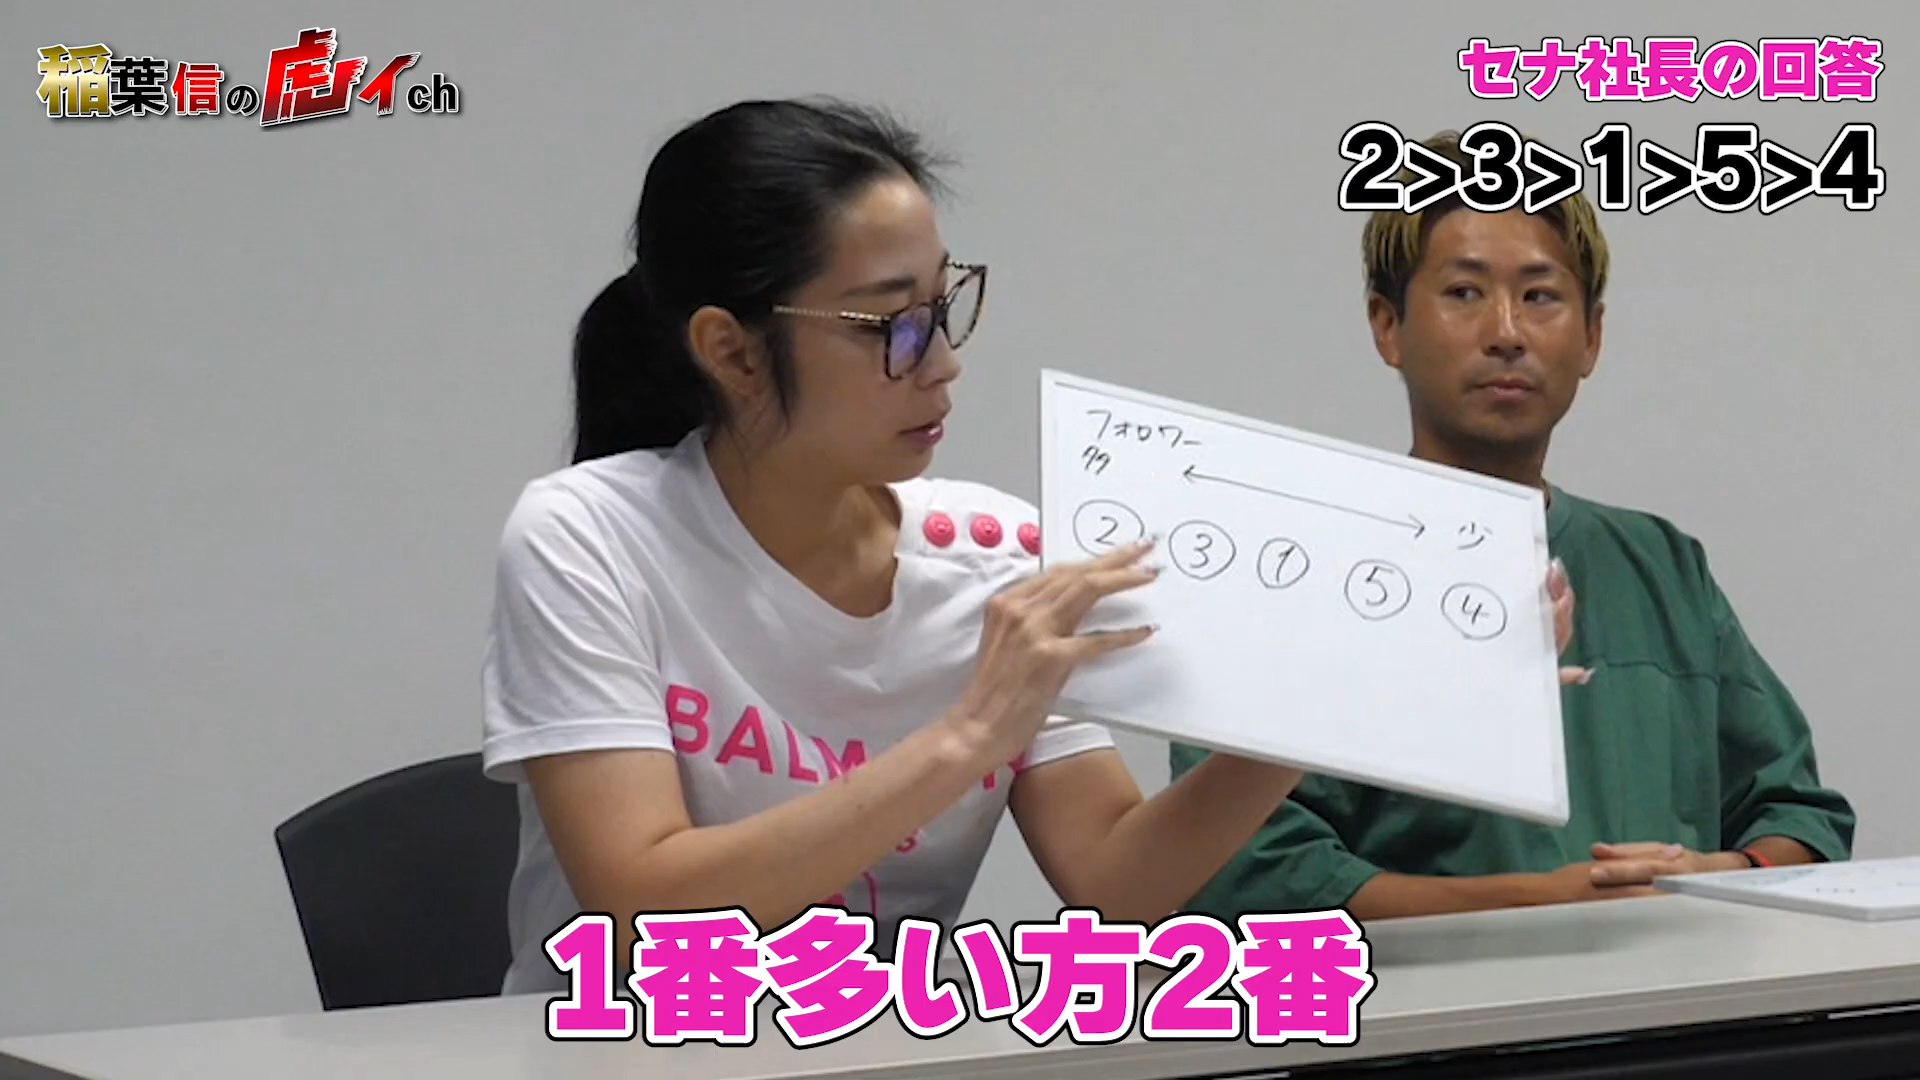 稲葉信の虎ノイch
セナ社長の回答
2>3>1>5>4
フォロワー
多 少
② ③ ① ⑤ ④
BALM
1番多い方2番